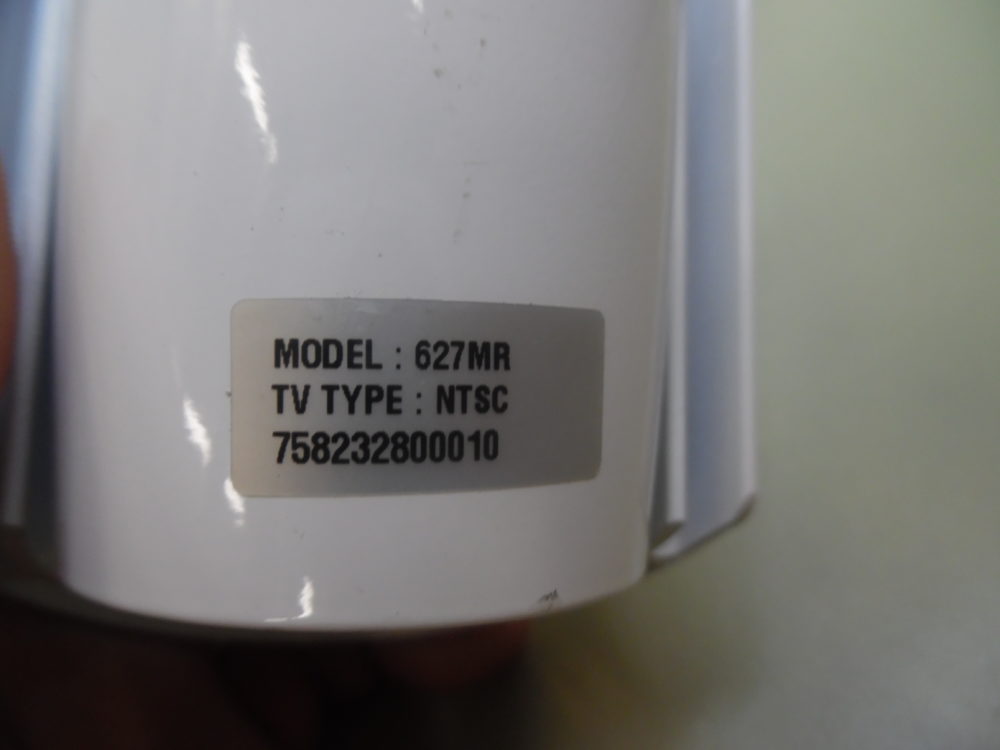 MODEL : 627MR
TV TYPE : NTSC
758232800010